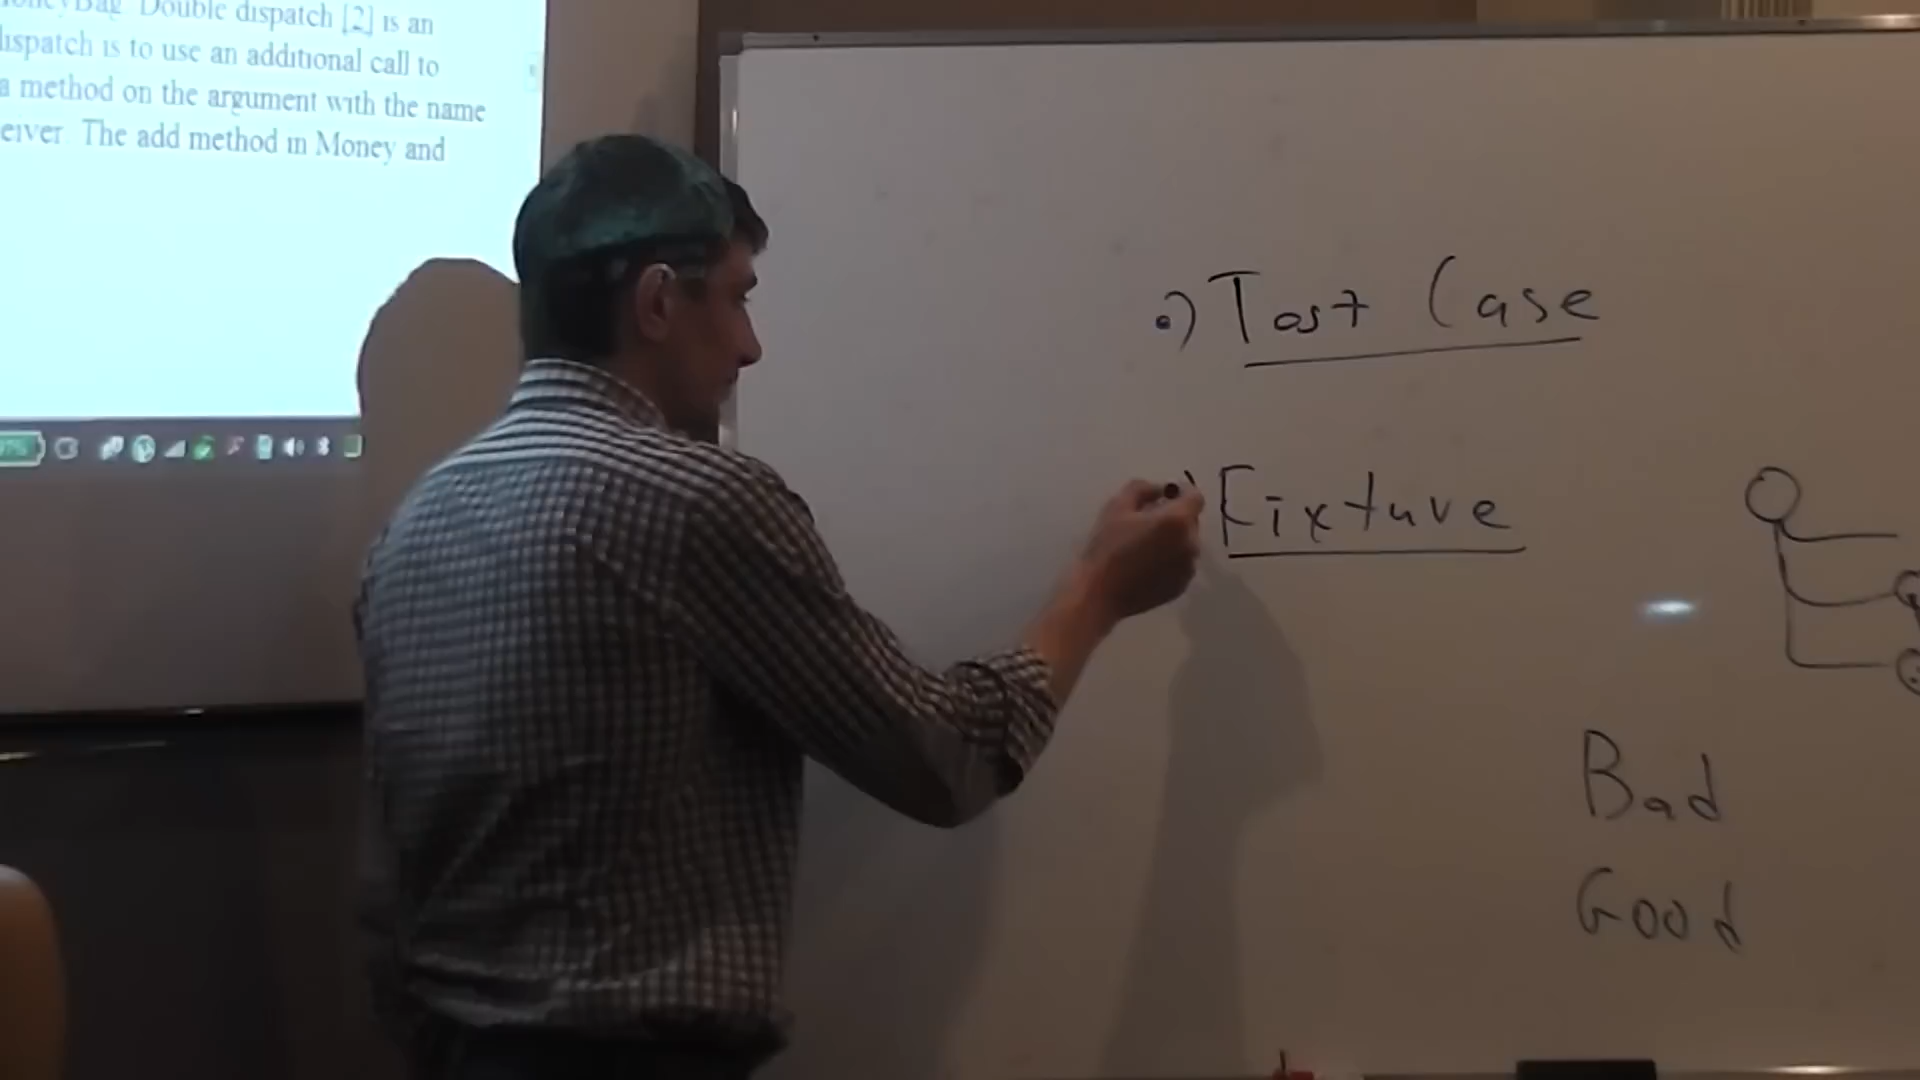 Double dispatch [2] is an
dispatch is to use an additional call to
a method on the argument with the name
eiver. The add method in Money and
•) Test Case
) Fixture
Bad
Good